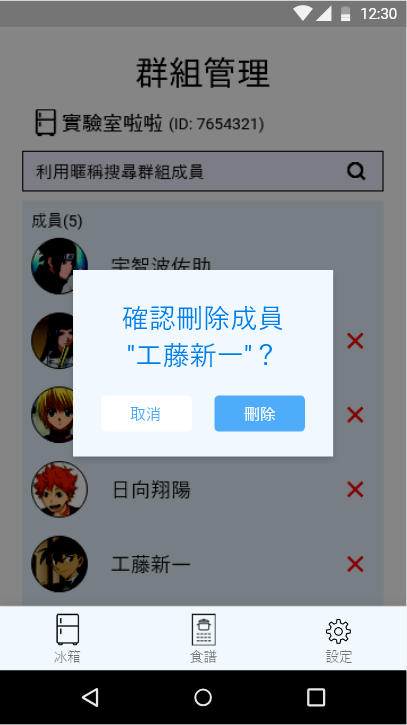 12:30
群組管理
實驗室啦啦 (ID: 7654321)
利用暱稱搜尋群組成員
成員(5)
宇智波佐助
確認刪除成員
"工藤新一"？
取消
刪除
日向翔陽
工藤新一
冰箱
食譜
設定